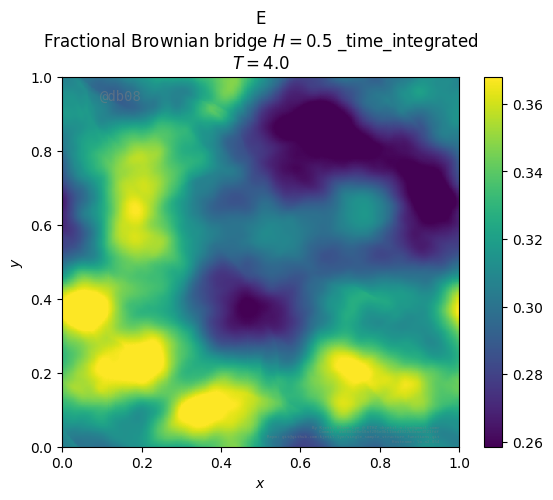 E
Fractional Brownian bridge H = 0.5 _time_integrated
T = 4.0
@db08
1.0
0.8
0.6
0.4
0.2
0.0
y
0.0 0.2 0.4 0.6 0.8 1.0
x
0.36
0.34
0.32
0.30
0.28
0.26